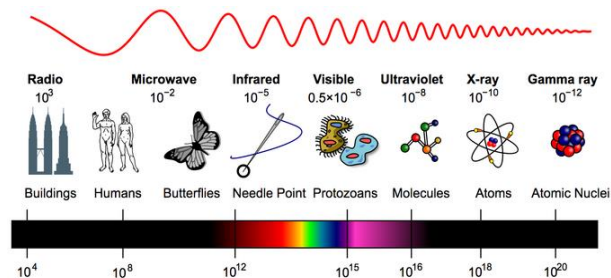 Radio Microwave Infrared Visible Ultraviolet X-ray Gamma ray
10³ 10⁻² 10⁻⁵ 0.5×10⁻⁶ 10⁻⁸ 10⁻¹⁰ 10⁻¹²
Buildings Humans Butterflies Needle Point Protozoans Molecules Atoms Atomic Nuclei
10⁴ 10⁸ 10¹² 10¹⁵ 10¹⁶ 10¹⁸ 10²⁰